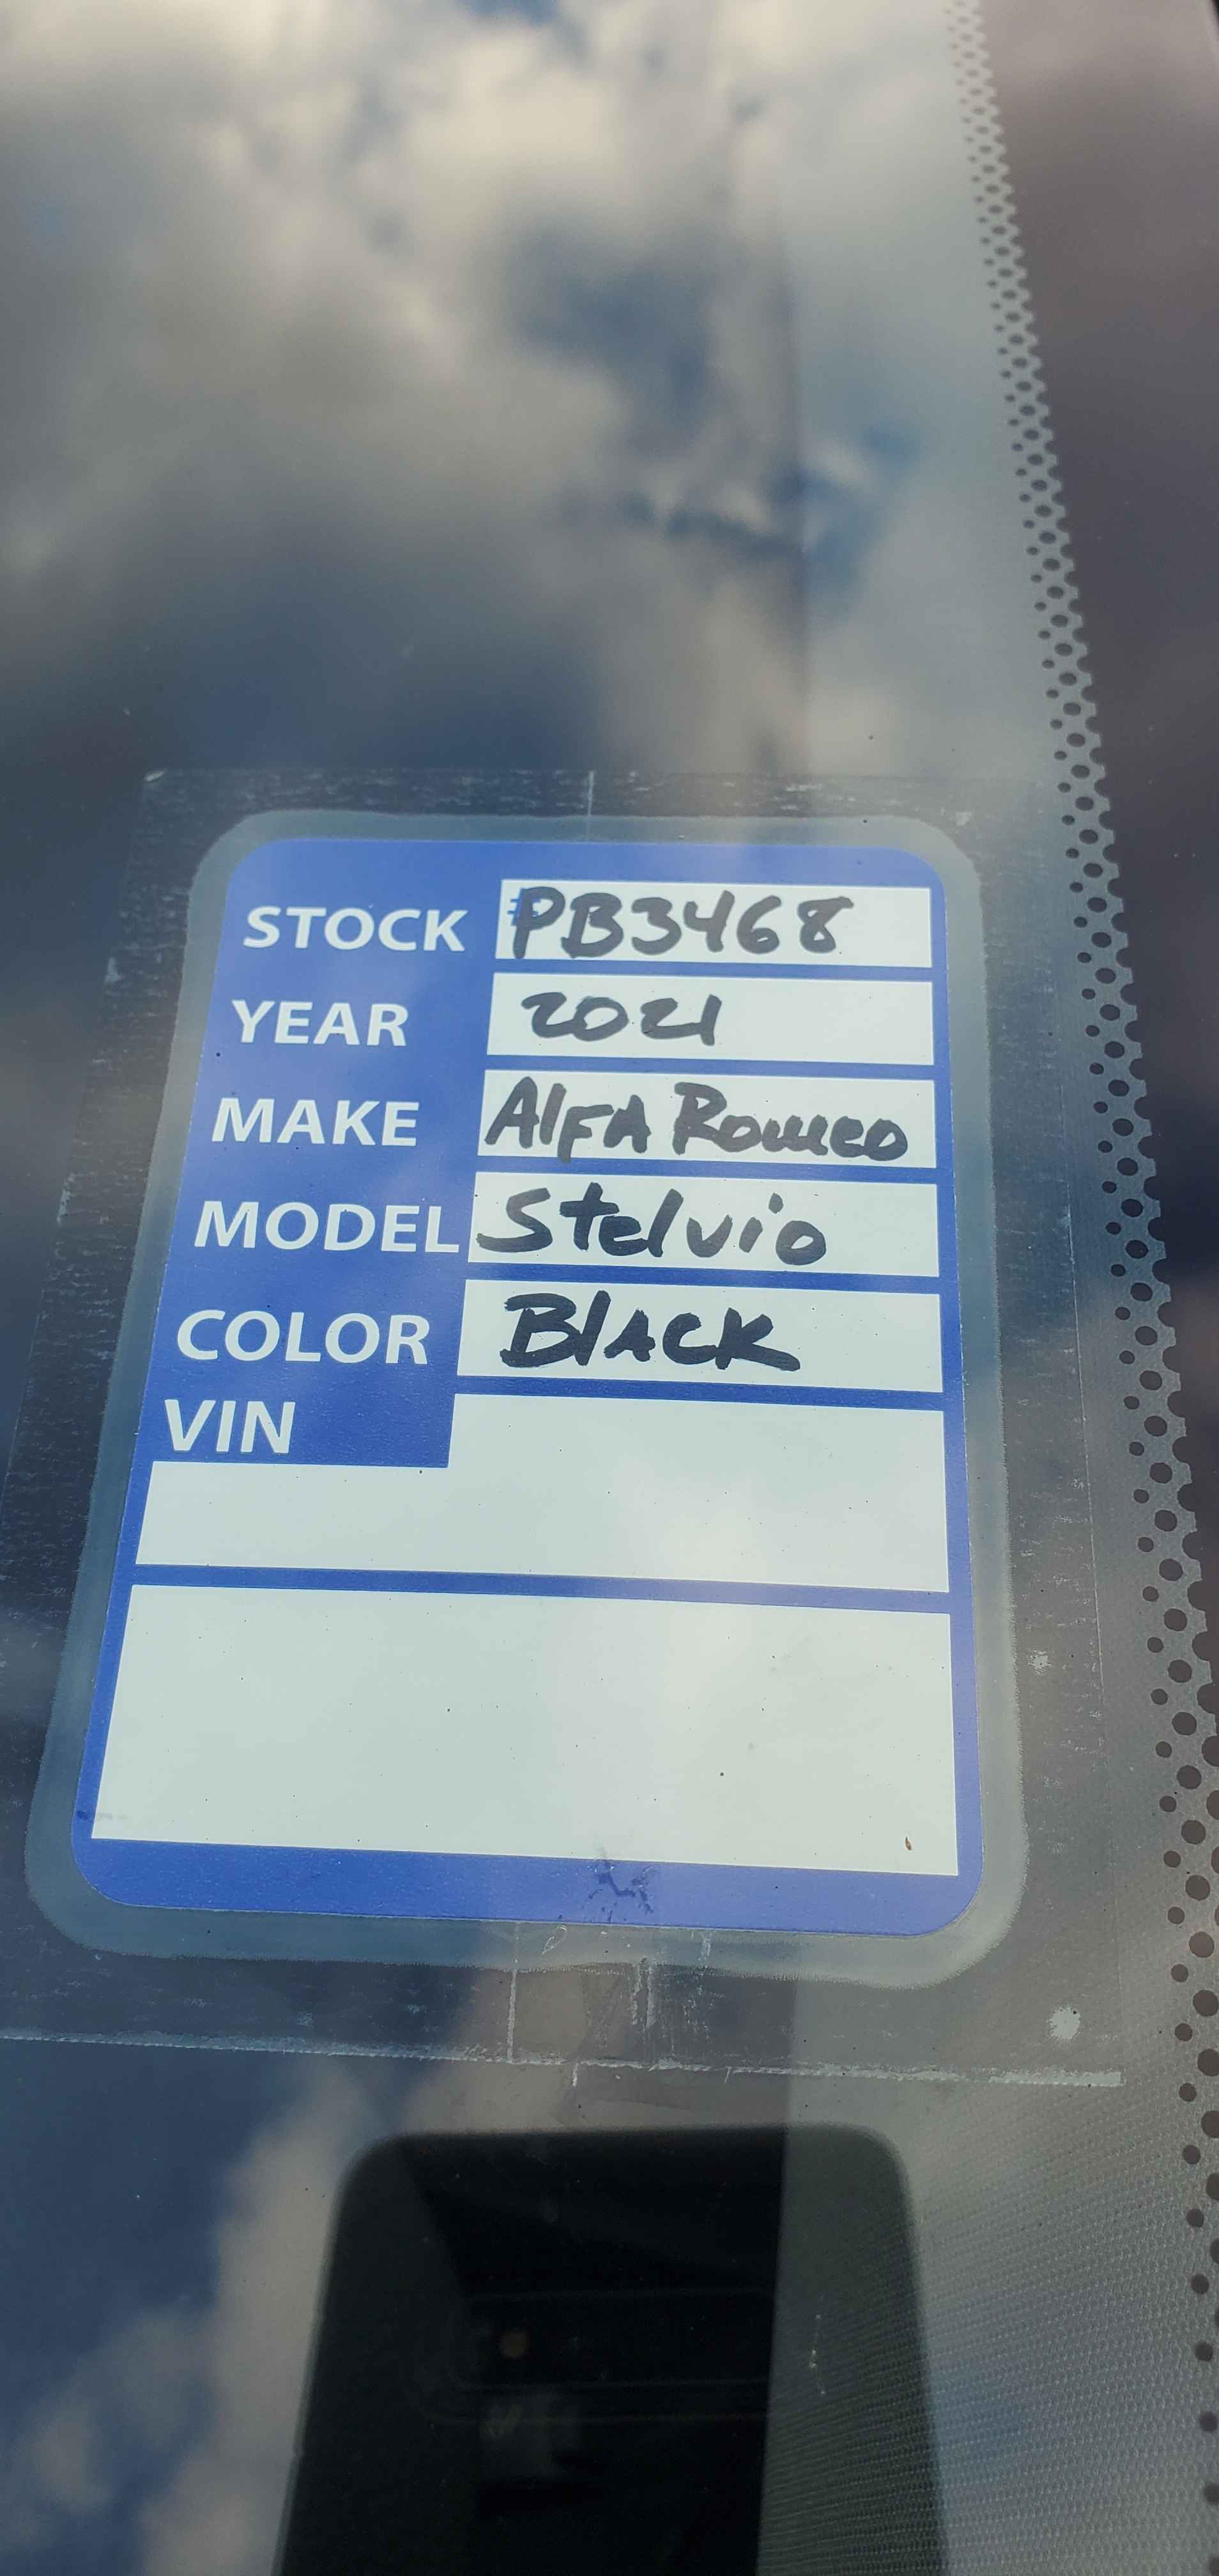 STOCK #PB3468
YEAR 2021
MAKE AlFA Romeo
MODEL Stelvio
COLOR BlACK
VIN